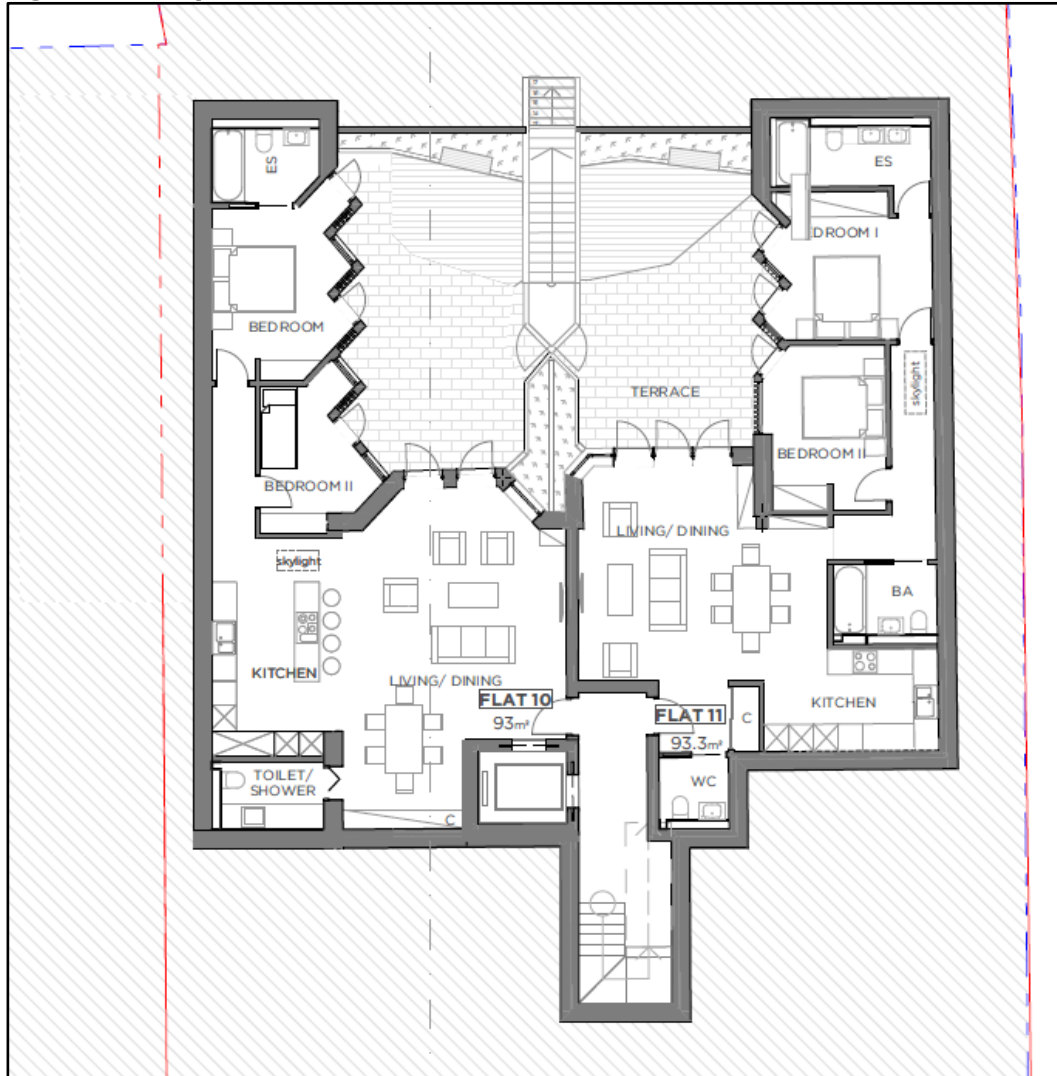 ES
ES
BEDROOM
DROOM I
TERRACE
skylight
BEDROOM II
BEDROOM II
skylight
LIVING/ DINING
BA
KITCHEN
LIVING/ DINING
FLAT 10
93m²
FLAT 11
93.3m²
C
KITCHEN
TOILET/
SHOWER
WC
C